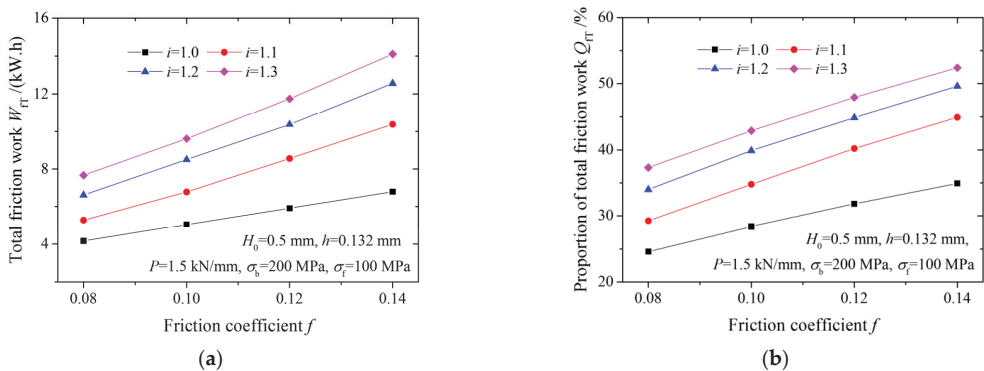 Total friction work W_fT /(kW.h)
16
12
8
4
i=1.0
i=1.1
i=1.2
i=1.3
H₀=0.5 mm, h=0.132 mm
P=1.5 kN/mm, σ_b=200 MPa, σ_f=100 MPa
0.08
0.10
0.12
0.14
Friction coefficient f
(a)
Proportion of total friction work Q_fT /%
60
50
40
30
20
i=1.0
i=1.1
i=1.2
i=1.3
H₀=0.5 mm, h=0.132 mm,
P=1.5 kN/mm, σ_b=200 MPa, σ_f=100 MPa
0.08
0.10
0.12
0.14
Friction coefficient f
(b)